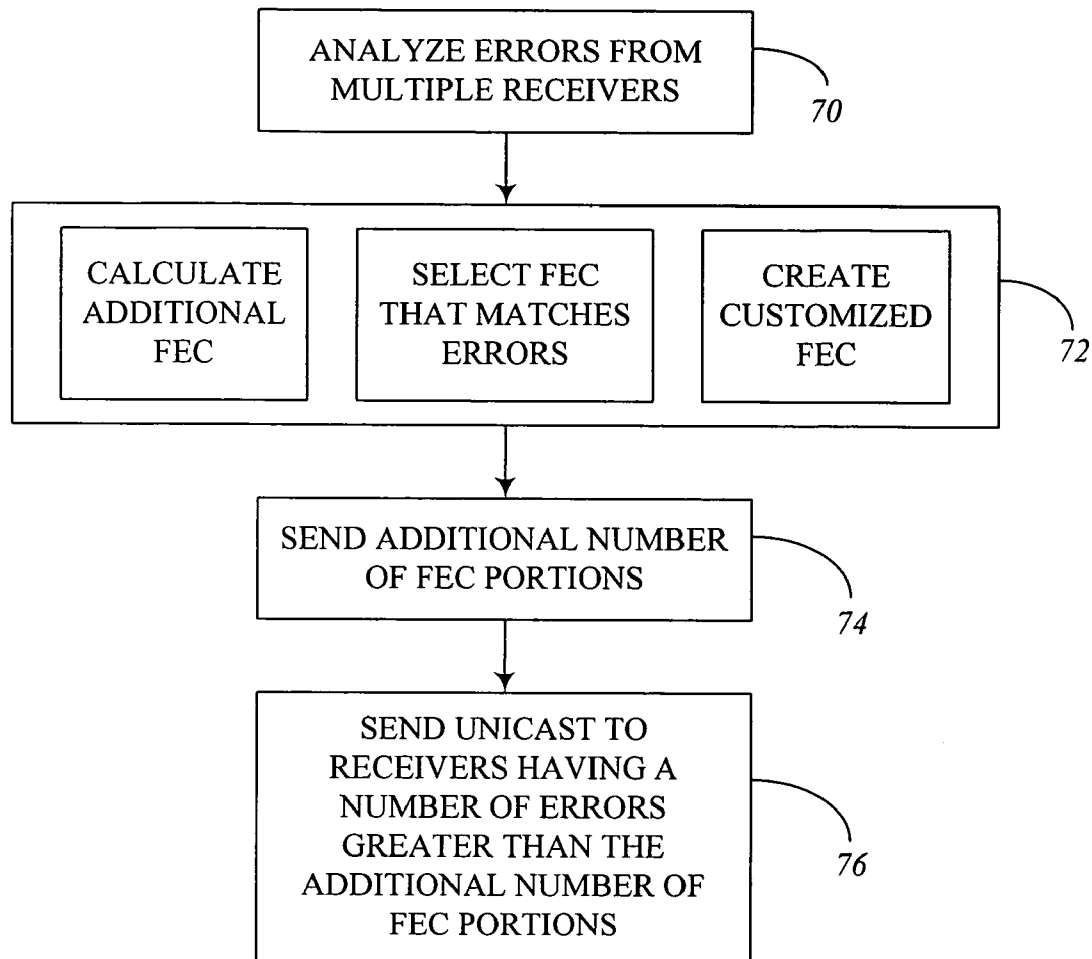 ANALYZE ERRORS FROM
MULTIPLE RECEIVERS
70
CALCULATE
ADDITIONAL
FEC
SELECT FEC
THAT MATCHES
ERRORS
CREATE
CUSTOMIZED
FEC
72
SEND ADDITIONAL NUMBER
OF FEC PORTIONS
74
SEND UNICAST TO
RECEIVERS HAVING A
NUMBER OF ERRORS
GREATER THAN THE
ADDITIONAL NUMBER OF
FEC PORTIONS
76